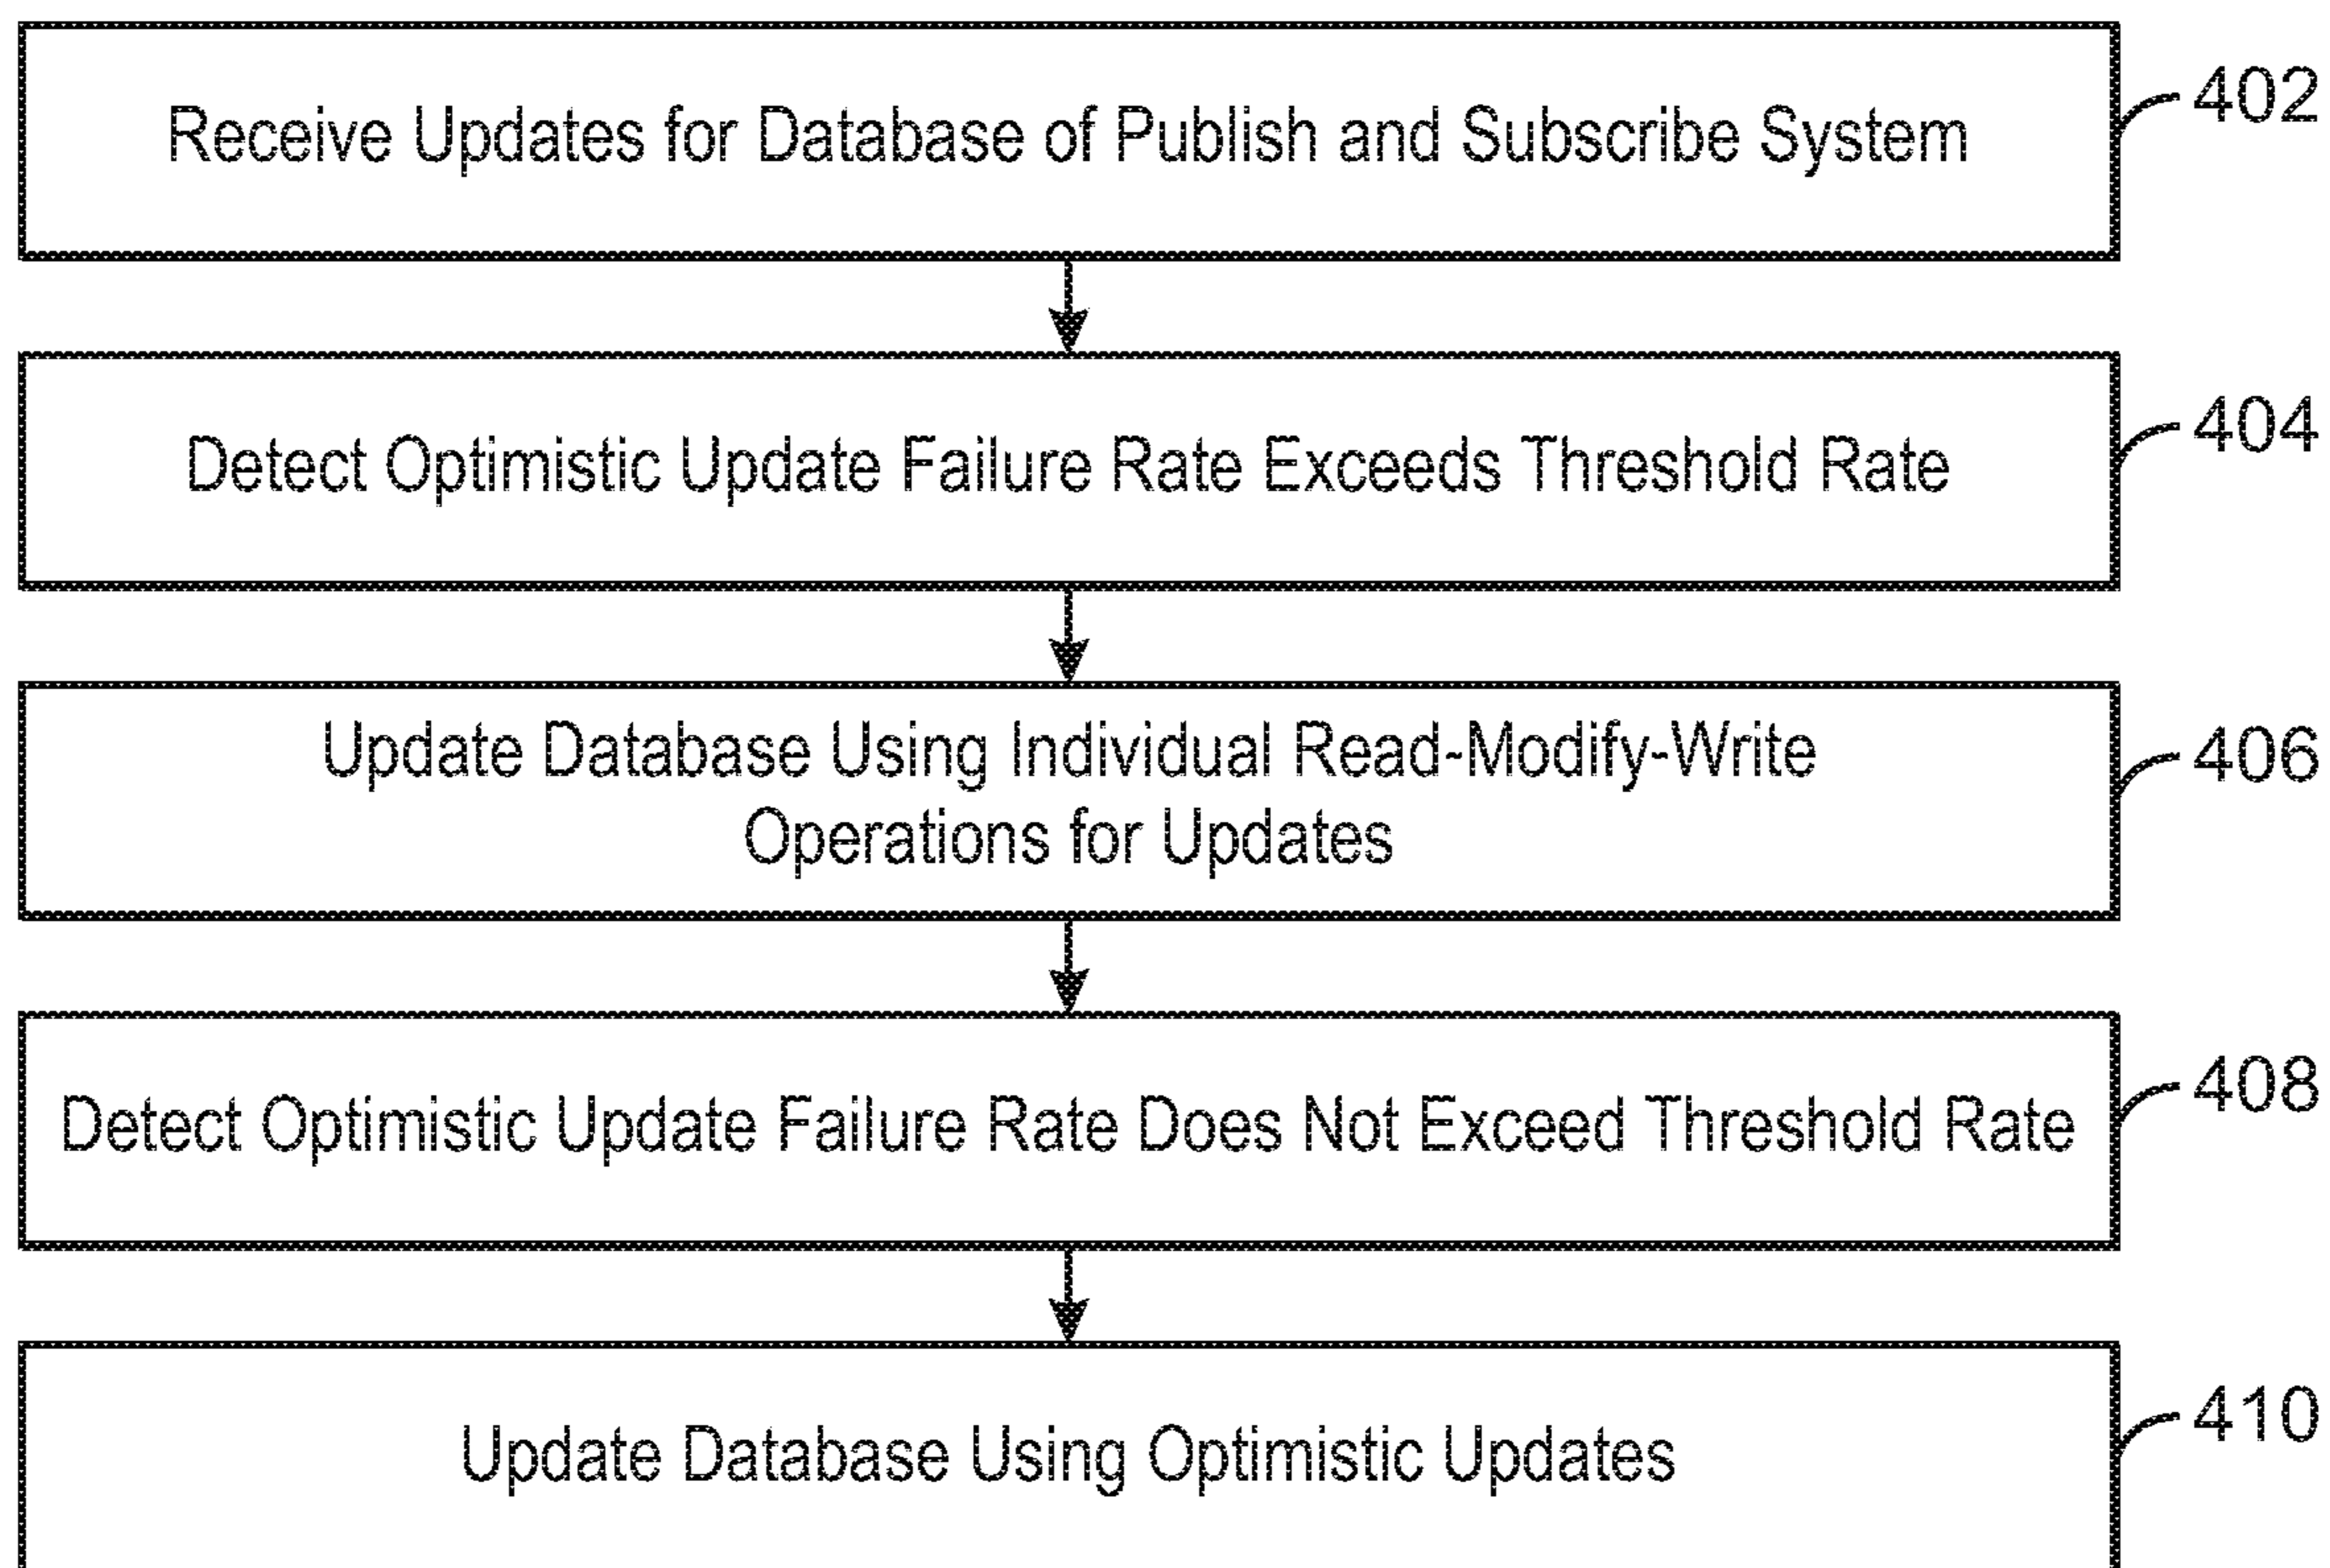 Receive Updates for Database of Publish and Subscribe System
402
Detect Optimistic Update Failure Rate Exceeds Threshold Rate
404
Update Database Using Individual Read-Modify-Write
Operations for Updates
406
Detect Optimistic Update Failure Rate Does Not Exceed Threshold Rate
408
Update Database Using Optimistic Updates
410